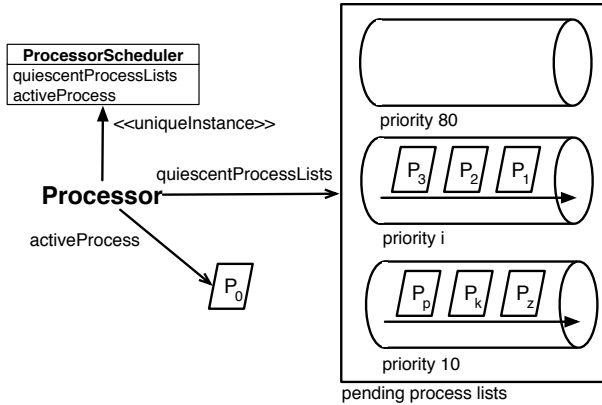 ProcessorScheduler
quiescentProcessLists
activeProcess
<<uniqueInstance>>
Processor
quiescentProcessLists
activeProcess
P0
priority 80
P3 P2 P1
priority i
Pp Pk Pz
priority 10
pending process lists